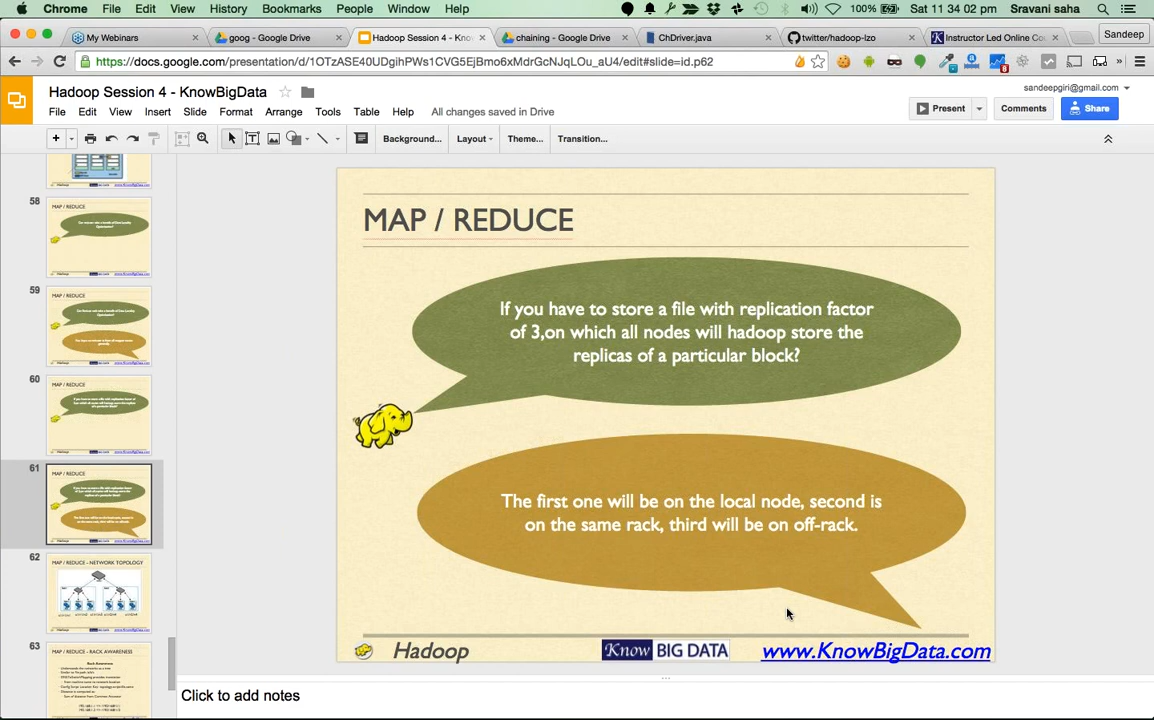 Chrome File Edit View History Bookmarks People Window Help 100% Sat 11 34 02 pm Sravani saha
My Webinars goog - Google Drive Hadoop Session 4 - Kno chaining - Google Drive ChDriver.java twitter/hadoop-lzo Instructor Led Online Co Sandeep
https://docs.google.com/presentation/d/1OTzASE40UDgihPWs1CVG5EjBmo6xMdrGcNJqLOu_aU4/edit#slide=id.p62
Hadoop Session 4 - KnowBigData
sandeepgiri@gmail.com
File Edit View Insert Slide Format Arrange Tools Table Help All changes saved in Drive
Present Comments Share
Background... Layout Theme... Transition...
58
MAP / REDUCE
59
MAP / REDUCE
60
MAP / REDUCE
61
MAP / REDUCE
62
MAP / REDUCE - NETWORK TOPOLOGY
63
MAP / REDUCE - RACK AWARENESS
Rack Awareness
MAP / REDUCE
If you have to store a file with replication factor
of 3,on which all nodes will hadoop store the
replicas of a particular block?
The first one will be on the local node, second is
on the same rack, third will be on off-rack.
Hadoop Know BIG DATA www.KnowBigData.com
Click to add notes